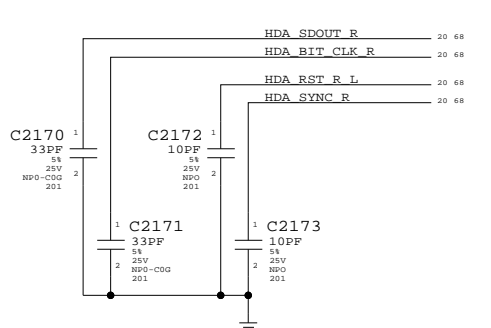 HDA_SDOUT_R 20 68
HDA_BIT_CLK_R 20 68
HDA_RST_R_L 20 68
HDA_SYNC_R 20 68
C2170 1
33PF
5%
25V
NP0-C0G 2
201
C2172 1
10PF
5%
25V
NPO 2
201
1 C2171
33PF
5%
25V
2 NP0-C0G
201
1 C2173
10PF
5%
25V
2 NPO
201